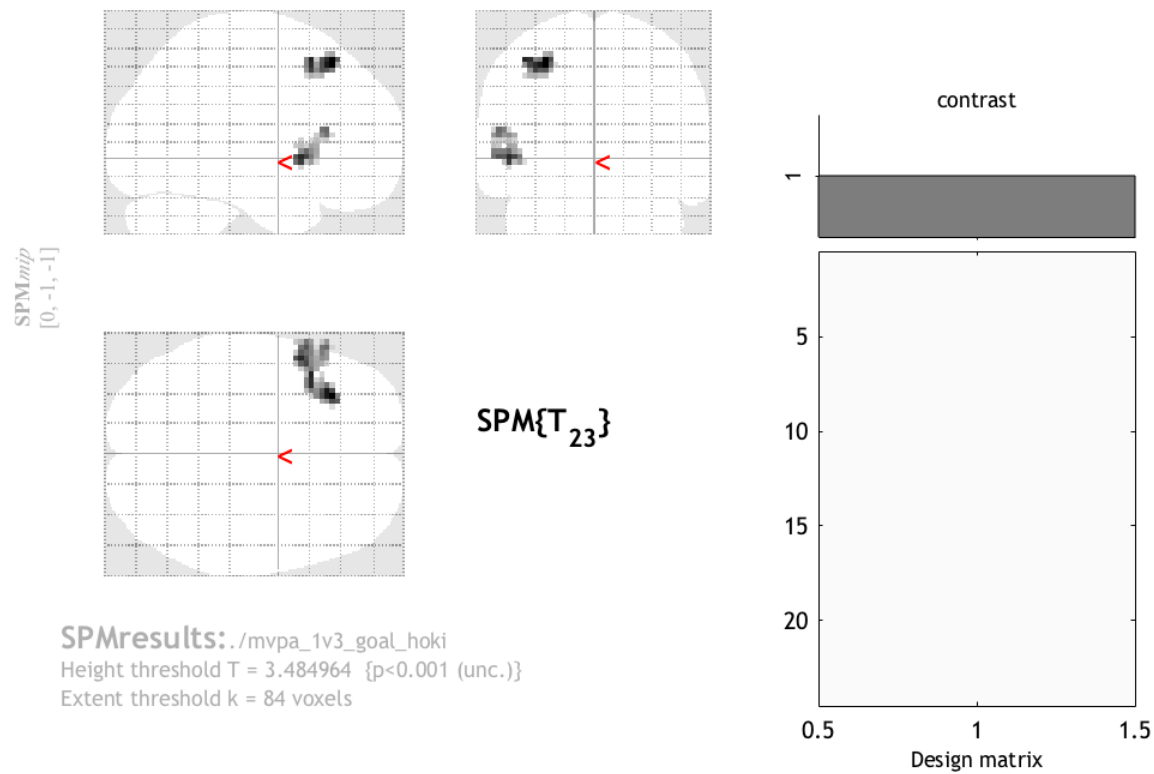 SPMmip
[0, -1, -1]
<
<
<
SPM{T23}
SPMresults:./mvpa_1v3_goal_hoki
Height threshold T = 3.484964 {p<0.001 (unc.)}
Extent threshold k = 84 voxels
contrast
1
5
10
15
20
0.5 1 1.5
Design matrix